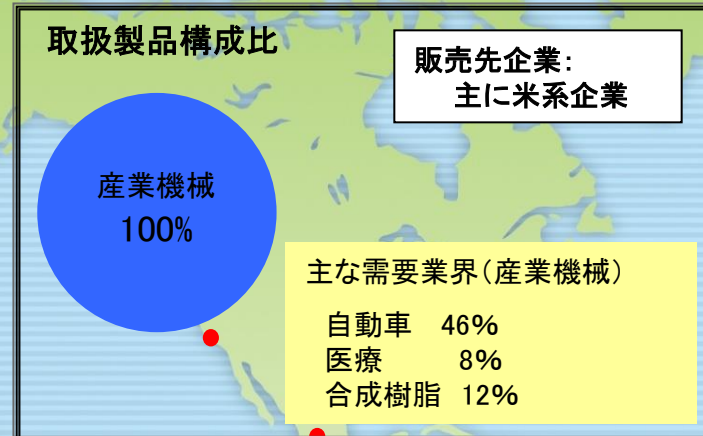 取扱製品構成比
販売先企業：
主に米系企業
産業機械
100%
主な需要業界（産業機械）
自動車　46%
医療　8%
合成樹脂　12%